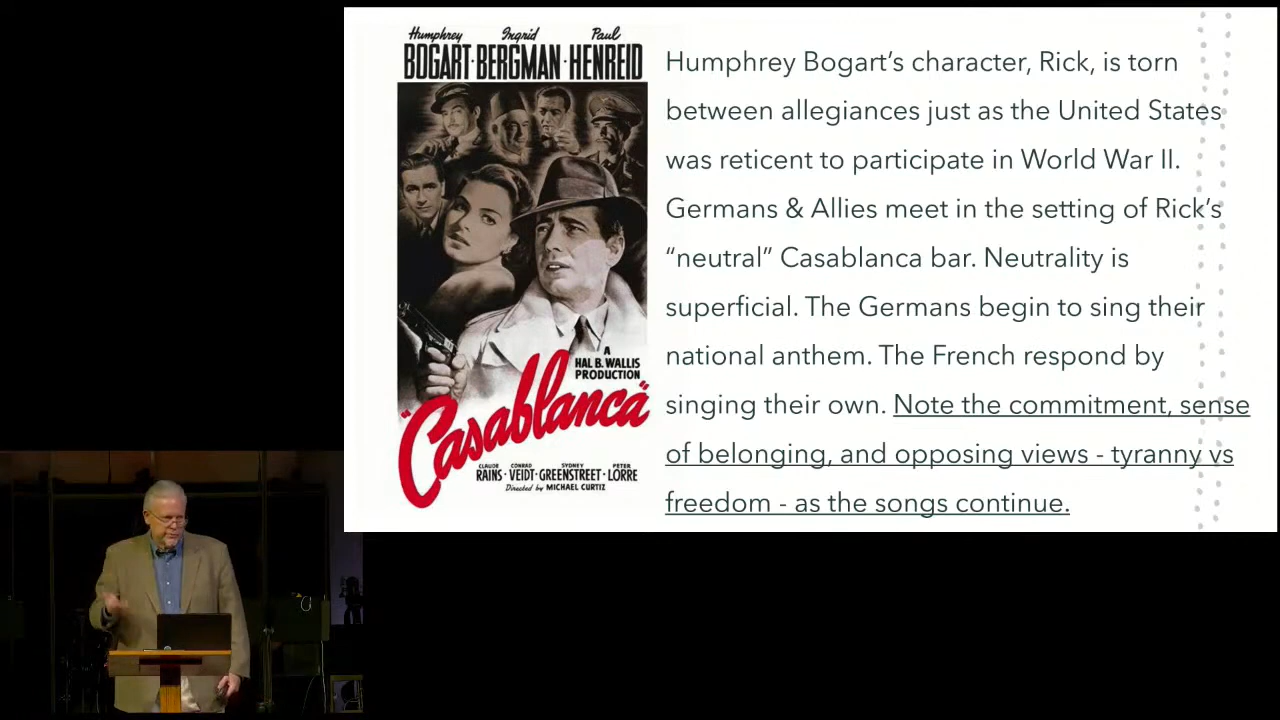 Humphrey Ingrid Paul
BOGART · BERGMAN · HENREID
A
HAL B. WALLIS
PRODUCTION
"Casablanca"
CLAUDE CONRAD SYDNEY PETER
RAINS · VEIDT · GREENSTREET · LORRE
Directed by MICHAEL CURTIZ
Humphrey Bogart’s character, Rick, is torn
between allegiances just as the United States
was reticent to participate in World War II.
Germans & Allies meet in the setting of Rick’s
“neutral” Casablanca bar. Neutrality is
superficial. The Germans begin to sing their
national anthem. The French respond by
singing their own. Note the commitment, sense
of belonging, and opposing views - tyranny vs
freedom - as the songs continue.